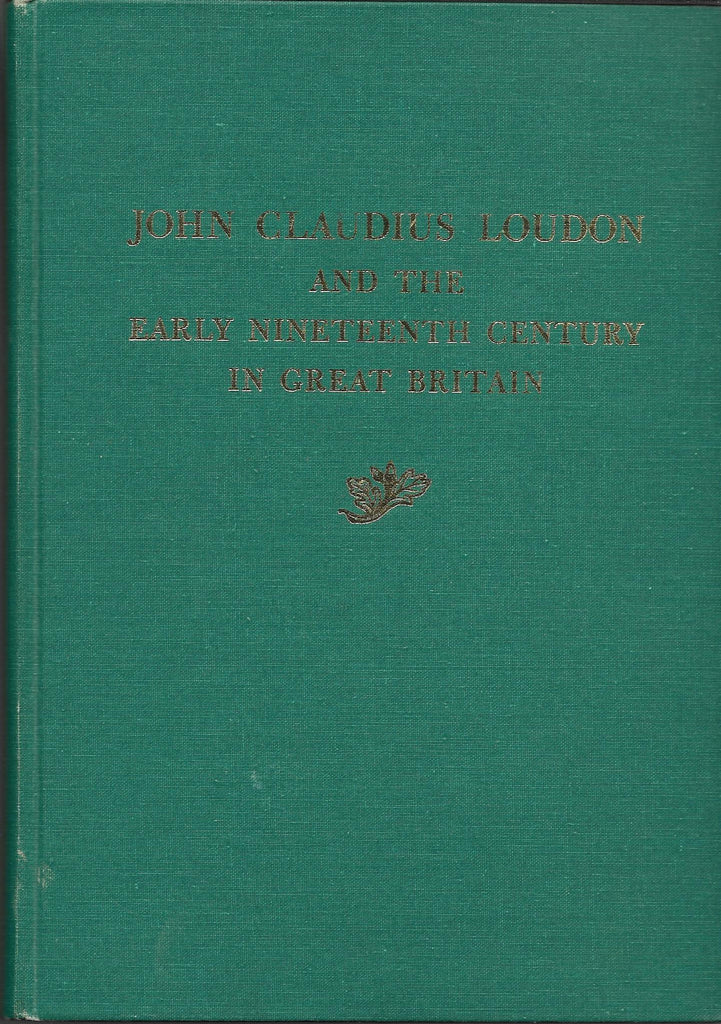 JOHN CLAUDIUS LOUDON
AND THE
EARLY NINETEENTH CENTURY
IN GREAT BRITAIN